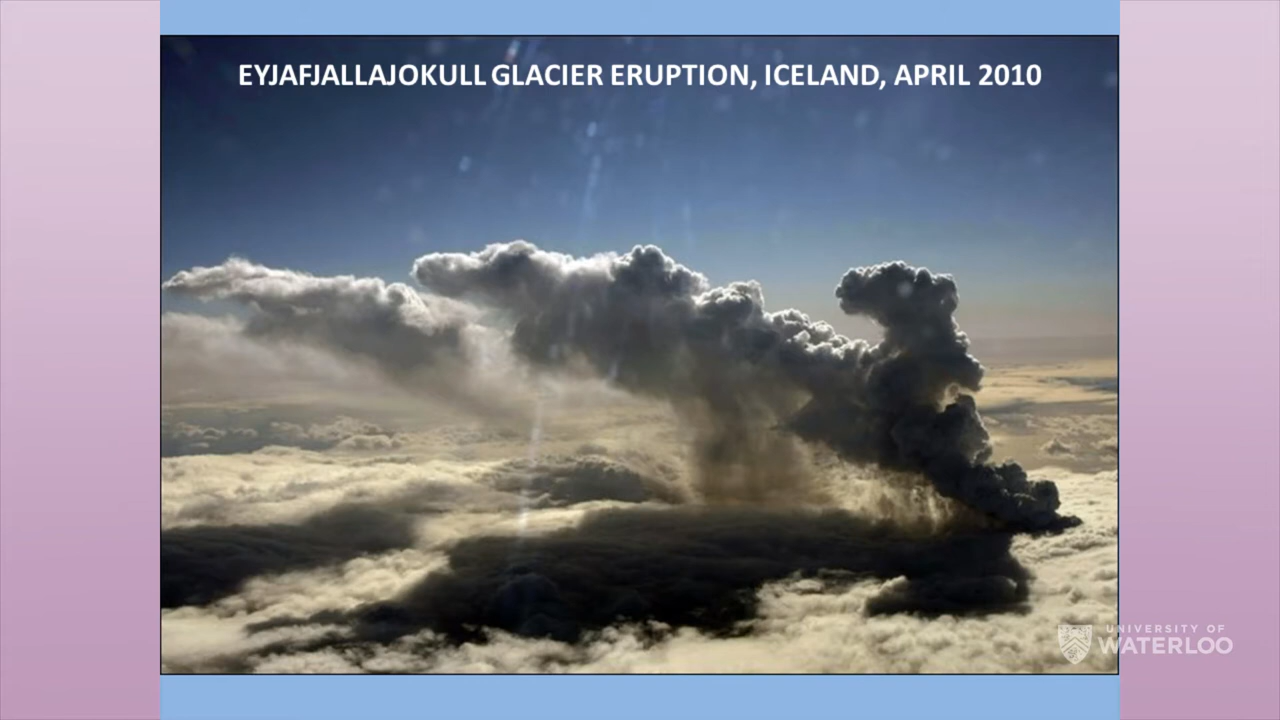 EYJAFJALLAJOKULL GLACIER ERUPTION, ICELAND, APRIL 2010
UNIVERSITY OF
WATERLOO